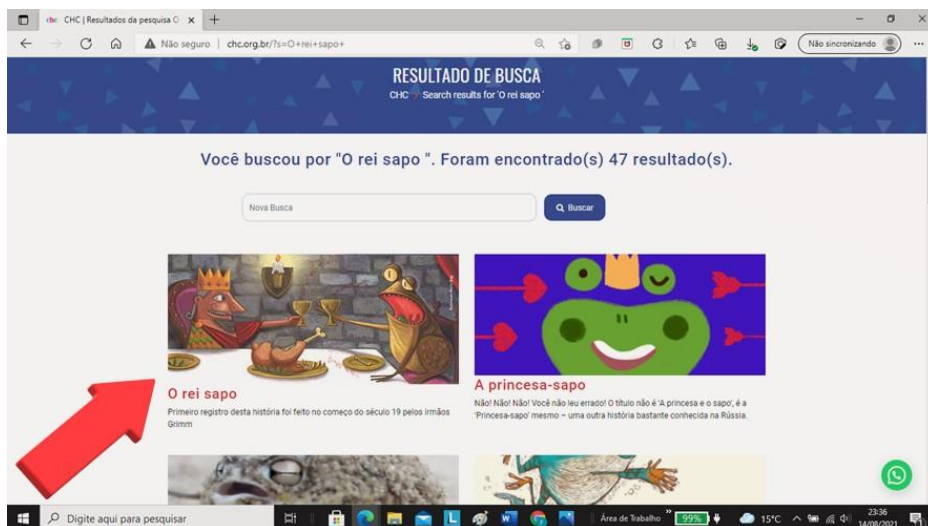 chc CHC | Resultados da pesquisa O
Não seguro | chc.org.br/?s=O+rei+sapo+
Não sincronizando
RESULTADO DE BUSCA
CHC Search results for 'O rei sapo '
Você buscou por "O rei sapo ". Foram encontrado(s) 47 resultado(s).
Nova Busca
Buscar
O rei sapo
Primeiro registro desta história foi feito no começo do século 19 pelos irmãos
Grimm
A princesa-sapo
Não! Não! Não! Você não leu errado! O título não é 'A princesa e o sapo', é a
'Princesa-sapo' mesmo – uma outra história bastante conhecida na Rússia.
Digite aqui para pesquisar
Área de Trabalho
99%
15°C
23:36
14/08/2021